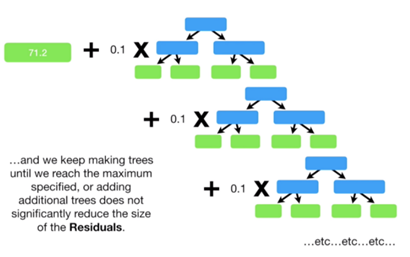 71.2 + 0.1 X
+ 0.1 X
…and we keep making trees
until we reach the maximum
specified, or adding
additional trees does not
significantly reduce the size
of the Residuals.
+ 0.1 X
…etc…etc…etc…